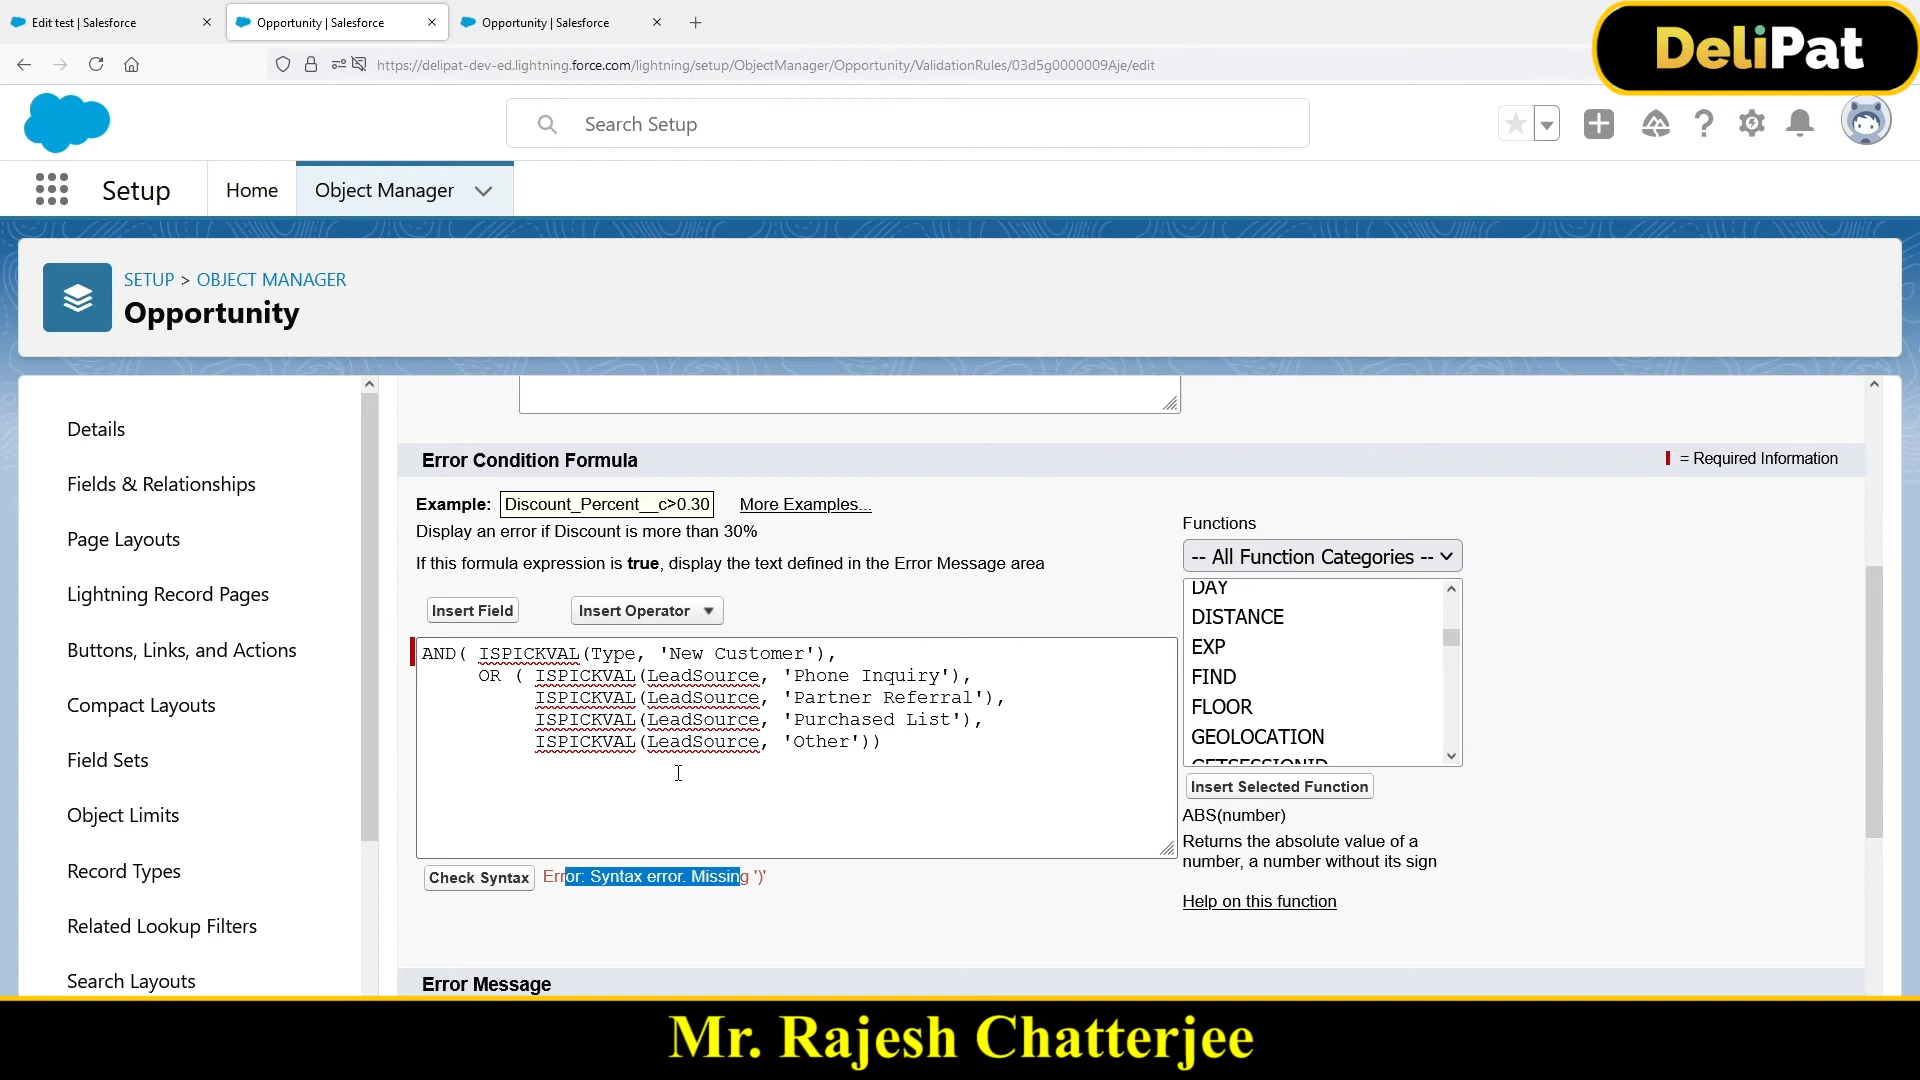 Edit test | Salesforce
Opportunity | Salesforce
Opportunity | Salesforce
https://delipat-dev-ed.lightning.force.com/lightning/setup/ObjectManager/Opportunity/ValidationRules/03d5g0000009Aje/edit
DeliPat
Search Setup
Setup
Home
Object Manager
SETUP > OBJECT MANAGER
Opportunity
Details
Fields & Relationships
Page Layouts
Lightning Record Pages
Buttons, Links, and Actions
Compact Layouts
Field Sets
Object Limits
Record Types
Related Lookup Filters
Search Layouts
Error Condition Formula
= Required Information
Example: Discount_Percent__c>0.30 More Examples...
Display an error if Discount is more than 30%
If this formula expression is true, display the text defined in the Error Message area
Insert Field
Insert Operator
AND( ISPICKVAL(Type, 'New Customer'),
OR ( ISPICKVAL(LeadSource, 'Phone Inquiry'),
ISPICKVAL(LeadSource, 'Partner Referral'),
ISPICKVAL(LeadSource, 'Purchased List'),
ISPICKVAL(LeadSource, 'Other'))
Check Syntax
Error: Syntax error. Missing ')'
Functions
-- All Function Categories --
DAY
DISTANCE
EXP
FIND
FLOOR
GEOLOCATION
GETSESSIONID
Insert Selected Function
ABS(number)
Returns the absolute value of a
number, a number without its sign
Help on this function
Error Message
Mr. Rajesh Chatterjee